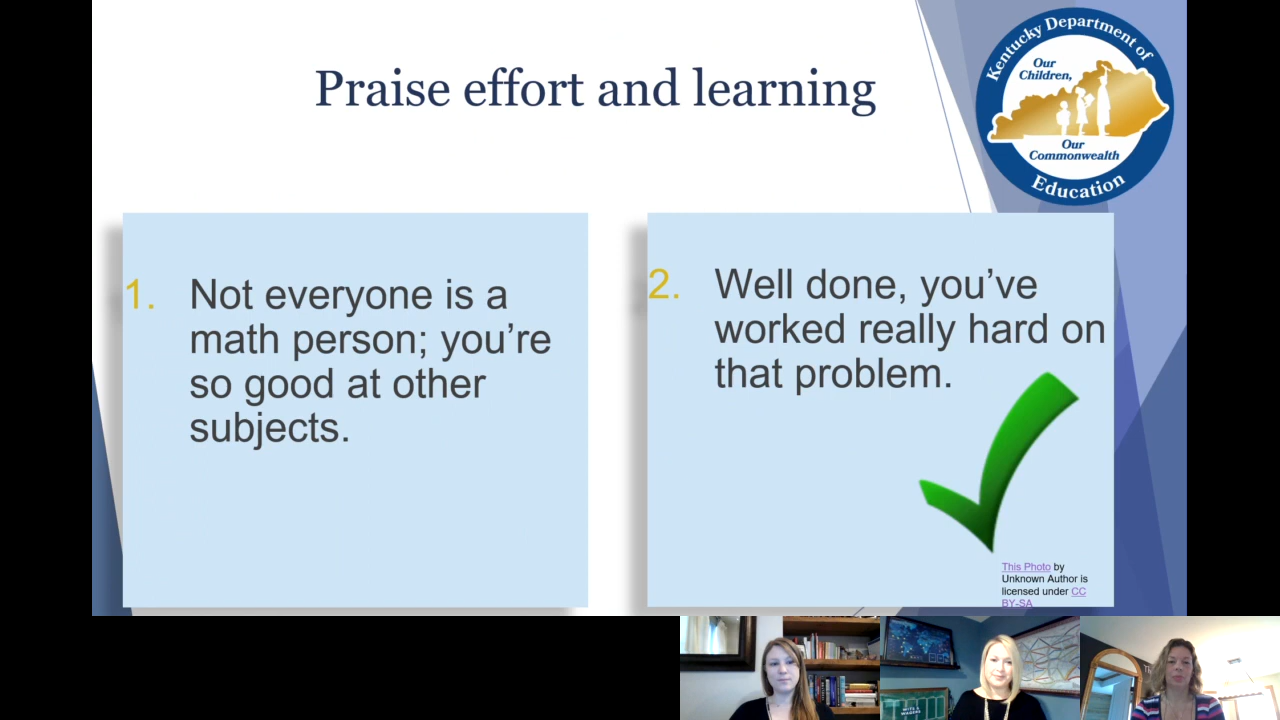 Praise effort and learning
Kentucky Department of
Education
Our
Children,
Our
Commonwealth
1. Not everyone is a
math person; you’re
so good at other
subjects.
2. Well done, you’ve
worked really hard on
that problem.
This Photo by
Unknown Author is
licensed under CC
BY-SA